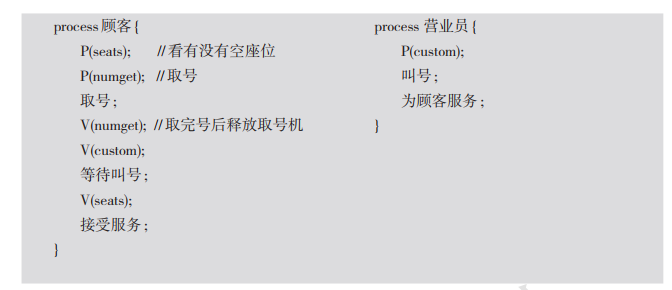 process 顾客{
P(seats); //看有没有空座位
P(numget); //取号
取号;
V(numget); //取完号后释放取号机
V(custom);
等待叫号;
V(seats);
接受服务;
}
process 营业员{
P(custom);
叫号;
为顾客服务;
}